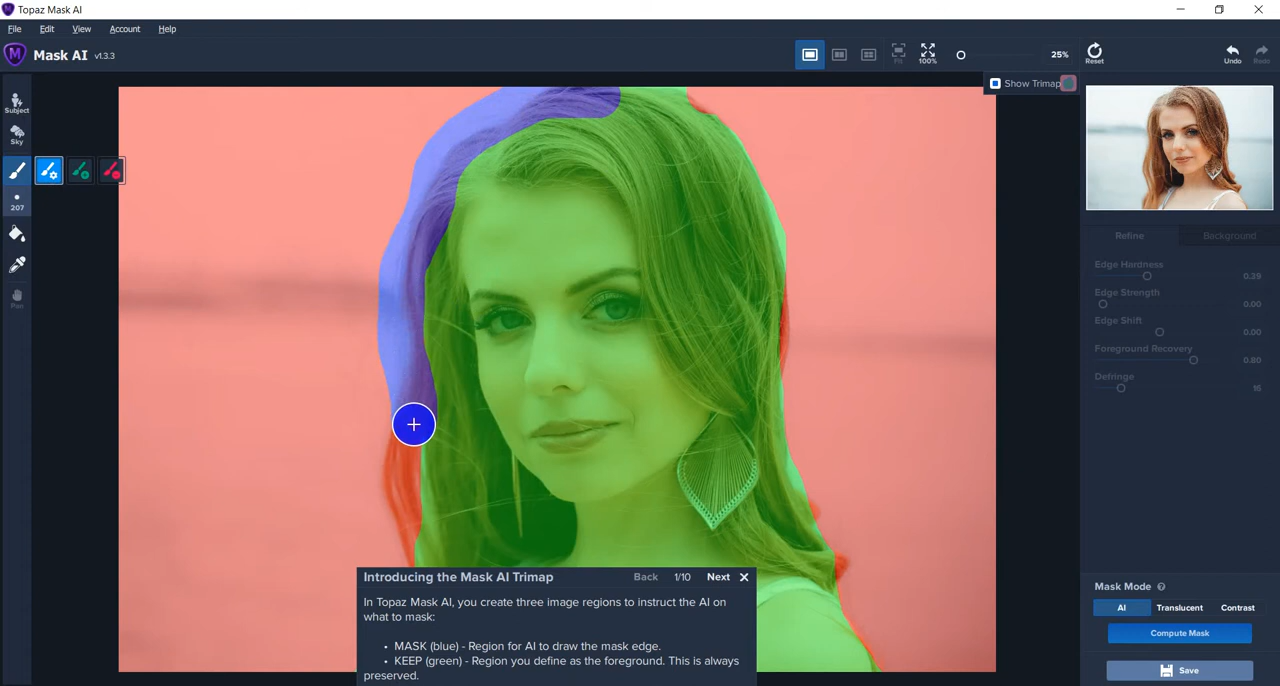 Topaz Mask AI
File Edit View Account Help
Mask AI v1.3.3
Fit 100% 25% Reset Undo Redo
Show Trimap
Subject
Sky
207
Pan
Refine Background
Edge Hardness
0.39
Edge Strength
0.00
Edge Shift
0.00
Foreground Recovery
0.80
Defringe
16
Introducing the Mask AI Trimap Back 1/10 Next
In Topaz Mask AI, you create three image regions to instruct the AI on
what to mask:
• MASK (blue) - Region for AI to draw the mask edge.
• KEEP (green) - Region you define as the foreground. This is always
preserved.
Mask Mode ?
AI Translucent Contrast
Compute Mask
Save